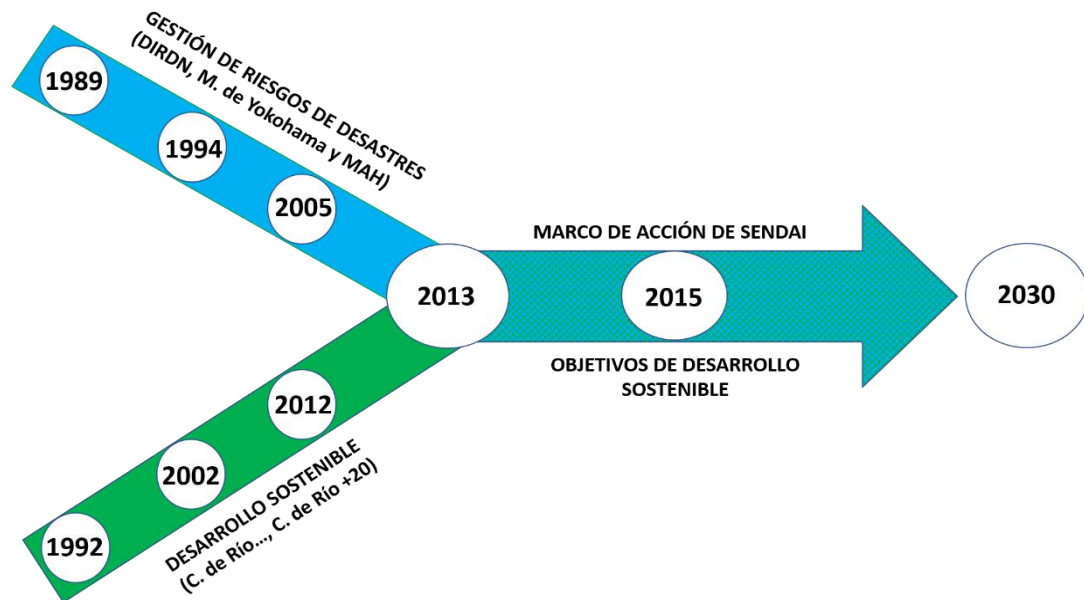 GESTIÓN DE RIESGOS DE DESASTRES
(DIRDN, M. de Yokohama y MAH)
1989
1994
2005
MARCO DE ACCIÓN DE SENDAI
2013
2015
2030
OBJETIVOS DE DESARROLLO
SOSTENIBLE
2012
2002
1992
DESARROLLO SOSTENIBLE
(C. de Río..., C. de Río +20)